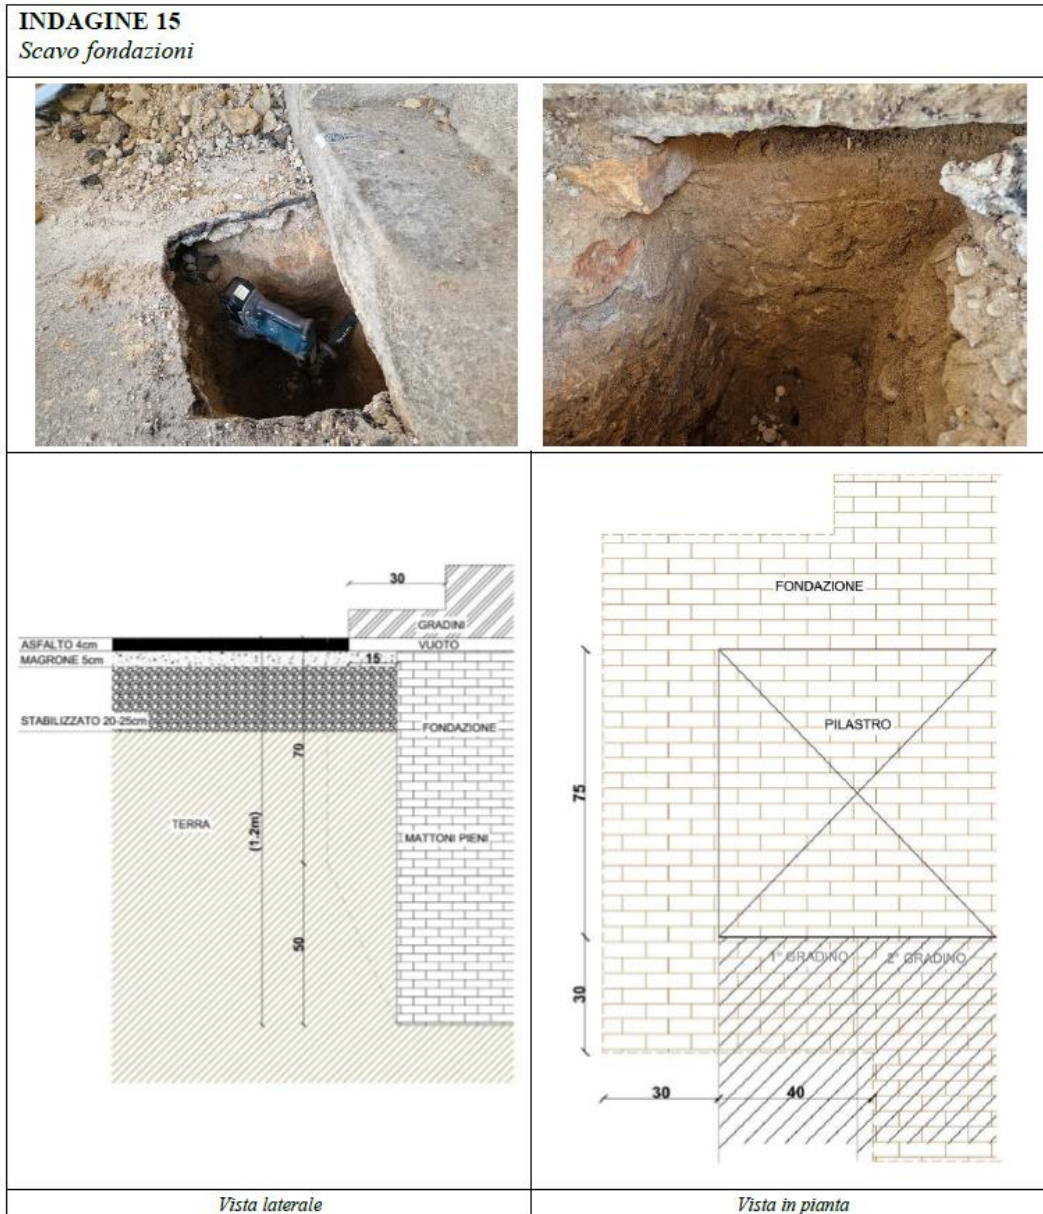 INDAGINE 15
Scavo fondazioni
30
GRADINI
ASFALTO 4cm
VUOTO
MAGRONE 5cm
15
STABILIZZATO 20-25cm
FONDAZIONE
70
TERRA
(1.2m)
MATTONI PIENI
50
Vista laterale
FONDAZIONE
PILASTRO
75
1° GRADINO
2° GRADINO
30
30
40
Vista in pianta